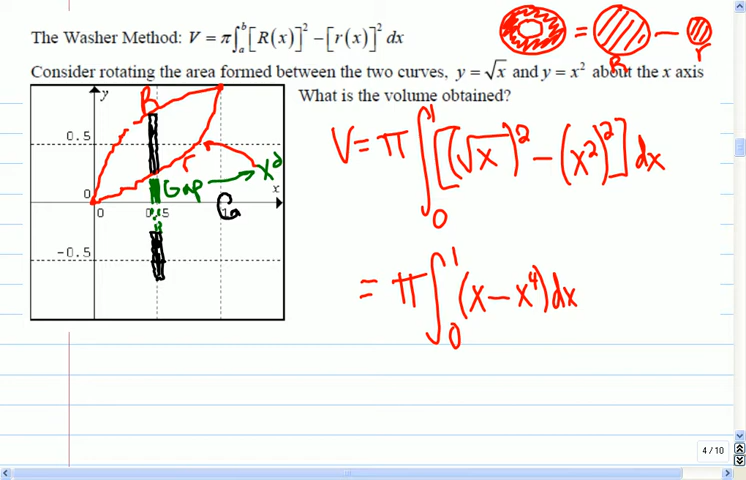 The Washer Method: V = π∫ₐᵇ[R(x)]² − [r(x)]² dx
= −
R r
Consider rotating the area formed between the two curves, y = √x and y = x² about the x axis
What is the volume obtained?
V = π ∫₀¹ [(√x)² − (x²)²] dx
= π ∫₀¹ (x − x⁴) dx
y
R
0.5
r
Gap → x²
x
0
0 0.5 1
−0.5
4 / 10